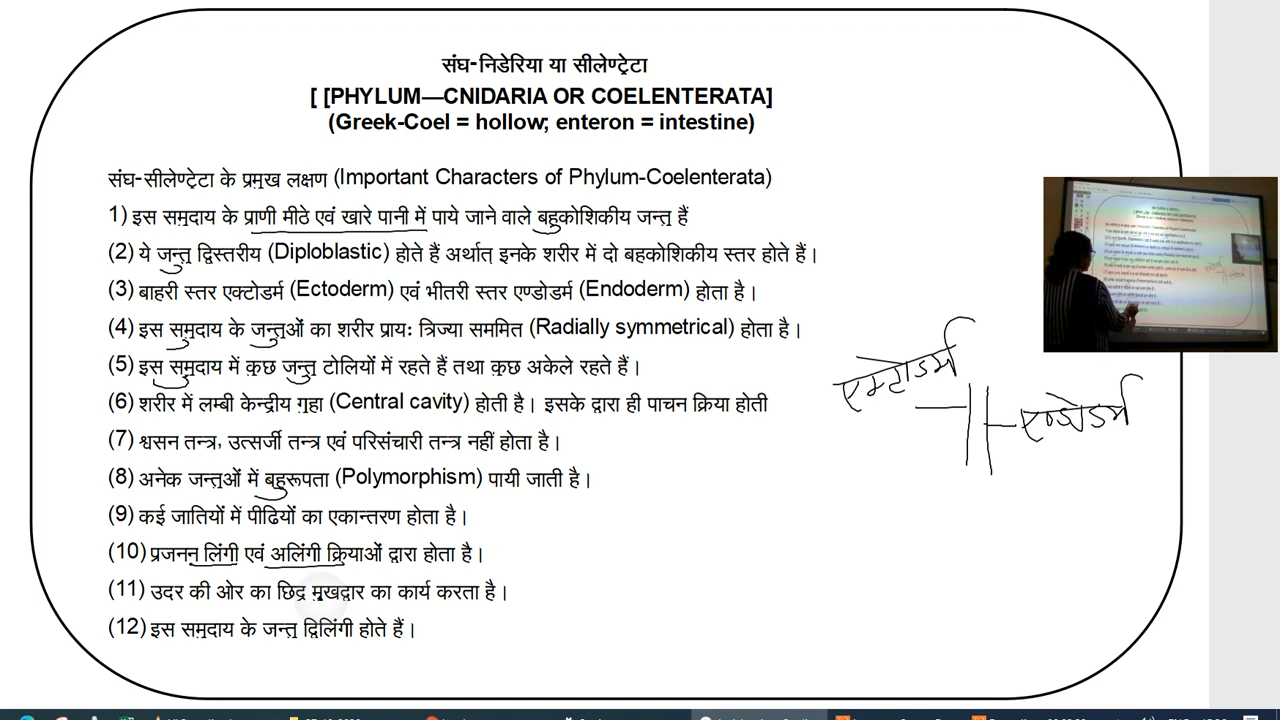 संघ-निडेरिया या सीलेण्ट्रेटा
[ [PHYLUM—CNIDARIA OR COELENTERATA]
(Greek-Coel = hollow; enteron = intestine)
संघ-सीलेण्ट्रेटा के प्रमुख लक्षण (Important Characters of Phylum-Coelenterata)
1) इस समुदाय के प्राणी मीठे एवं खारे पानी में पाये जाने वाले बहुकोशिकीय जन्तु हैं
(2) ये जन्तु द्विस्तरीय (Diploblastic) होते हैं अर्थात् इनके शरीर में दो बहकोशिकीय स्तर होते हैं।
(3) बाहरी स्तर एक्टोडर्म (Ectoderm) एवं भीतरी स्तर एण्डोडर्म (Endoderm) होता है।
(4) इस समुदाय के जन्तुओं का शरीर प्रायः त्रिज्या सममित (Radially symmetrical) होता है।
(5) इस समुदाय में कुछ जन्तु टोलियों में रहते हैं तथा कुछ अकेले रहते हैं।
(6) शरीर में लम्बी केन्द्रीय गुहा (Central cavity) होती है। इसके द्वारा ही पाचन क्रिया होती
(7) श्वसन तन्त्र, उत्सर्जी तन्त्र एवं परिसंचारी तन्त्र नहीं होता है।
(8) अनेक जन्तुओं में बहुरूपता (Polymorphism) पायी जाती है।
(9) कई जातियों में पीढियों का एकान्तरण होता है।
(10) प्रजनन लिंगी एवं अलिंगी क्रियाओं द्वारा होता है।
(11) उदर की ओर का छिद्र मुखद्वार का कार्य करता है।
(12) इस समुदाय के जन्तु द्विलिंगी होते हैं।
एण्डोडर्म